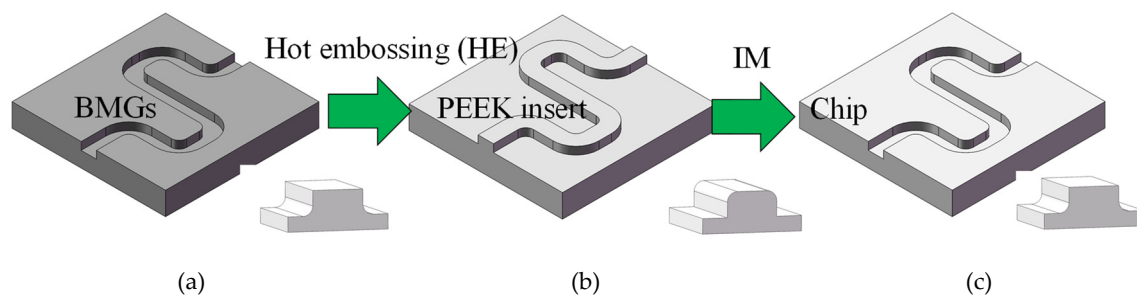 Hot embossing (HE)
IM
BMGs
PEEK insert
Chip
(a)
(b)
(c)